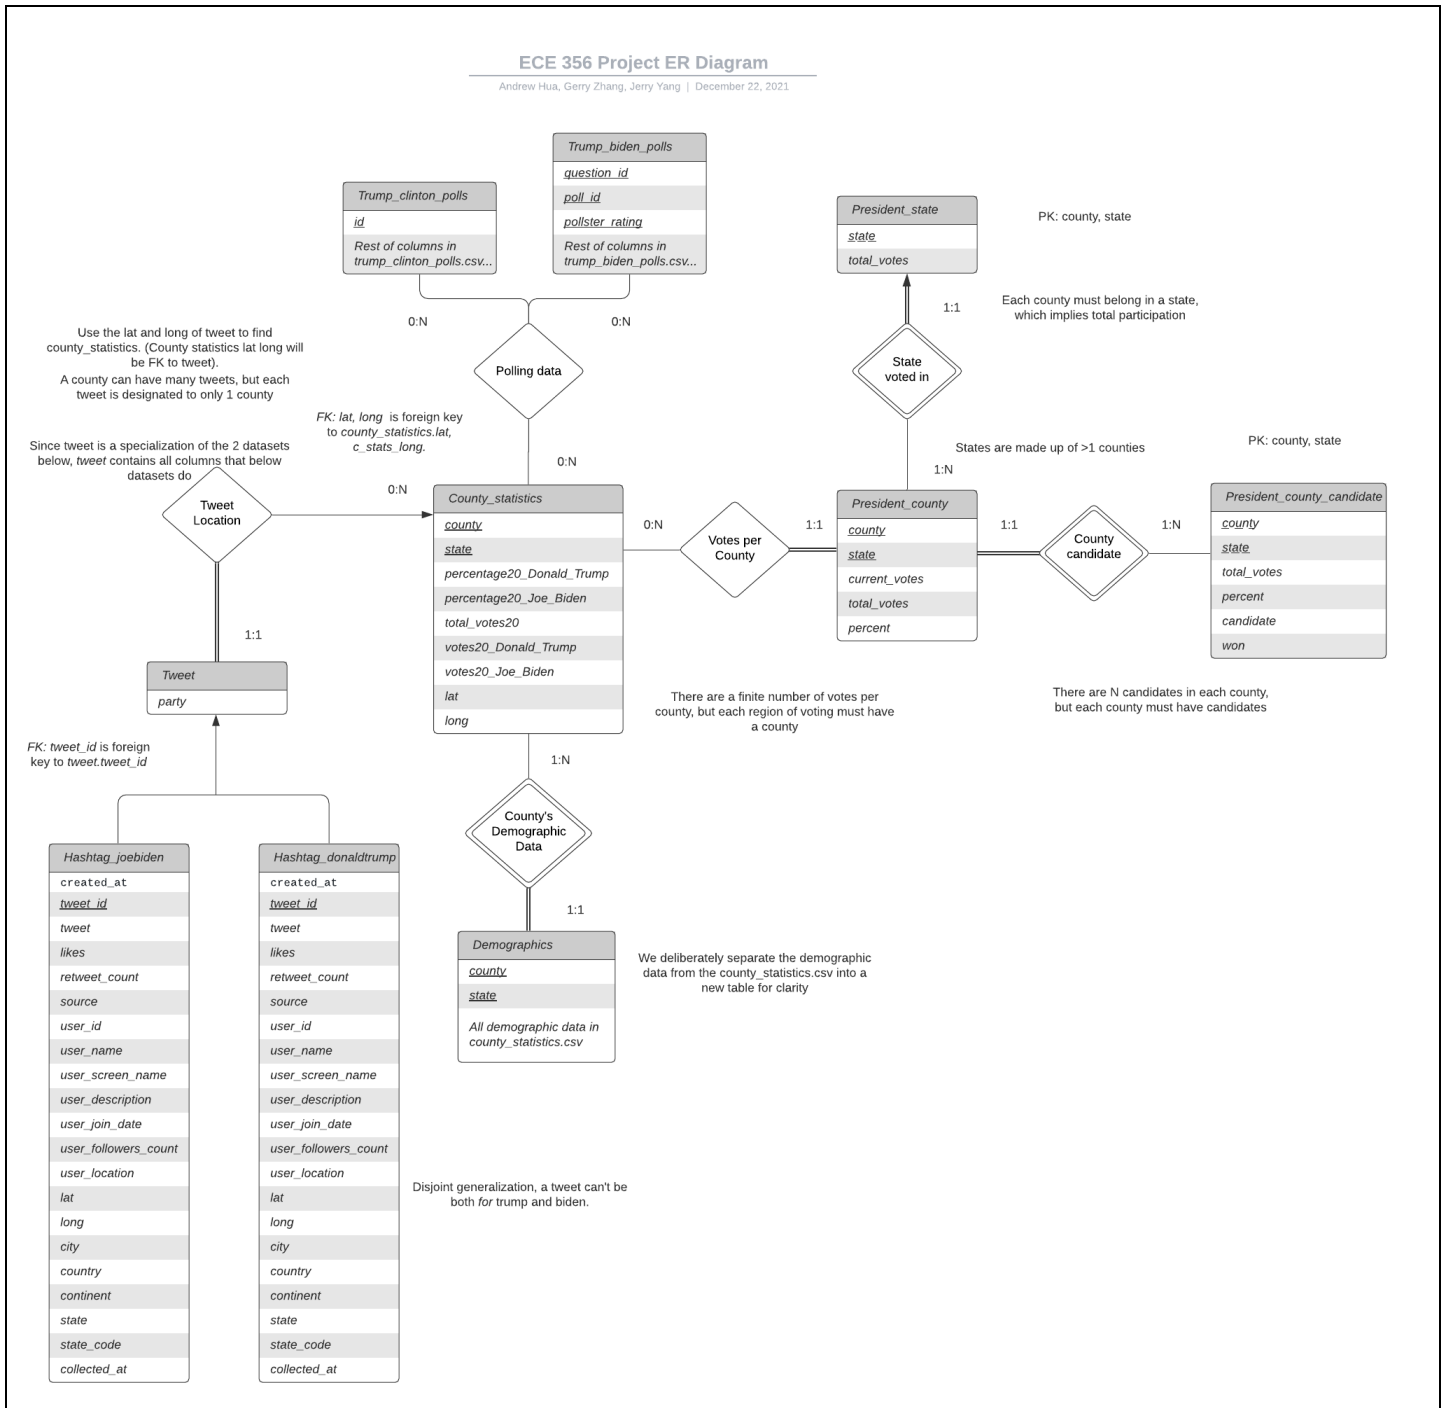 ECE 356 Project ER Diagram
Andrew Hua, Gerry Zhang, Jerry Yang | December 22, 2021
Trump_biden_polls
question_id
poll_id
pollster_rating
Rest of columns in
trump_biden_polls.csv...
Trump_clinton_polls
id
Rest of columns in
trump_clinton_polls.csv...
President_state
state
total_votes
PK: county, state
0:N
0:N
1:1
Each county must belong in a state,
which implies total participation
Use the lat and long of tweet to find
county_statistics. (County statistics lat long will
be FK to tweet).
A county can have many tweets, but each
tweet is designated to only 1 county
Polling data
State
voted in
FK: lat, long is foreign key
to county_statistics.lat,
c_stats_long.
Since tweet is a specialization of the 2 datasets
below, tweet contains all columns that below
datasets do
States are made up of >1 counties
PK: county, state
0:N
1:N
0:N
Tweet
Location
County_statistics
county
state
percentage20_Donald_Trump
percentage20_Joe_Biden
total_votes20
votes20_Donald_Trump
votes20_Joe_Biden
lat
long
0:N
Votes per
County
1:1
President_county
county
state
current_votes
total_votes
percent
1:1
County
candidate
1:N
President_county_candidate
county
state
total_votes
percent
candidate
won
1:1
Tweet
party
There are a finite number of votes per
county, but each region of voting must have
a county
There are N candidates in each county,
but each county must have candidates
FK: tweet_id is foreign
key to tweet.tweet_id
1:N
County's
Demographic
Data
1:1
Hashtag_joebiden
created_at
tweet_id
tweet
likes
retweet_count
source
user_id
user_name
user_screen_name
user_description
user_join_date
user_followers_count
user_location
lat
long
city
country
continent
state
state_code
collected_at
Hashtag_donaldtrump
created_at
tweet_id
tweet
likes
retweet_count
source
user_id
user_name
user_screen_name
user_description
user_join_date
user_followers_count
user_location
lat
long
city
country
continent
state
state_code
collected_at
Demographics
county
state
All demographic data in
county_statistics.csv
We deliberately separate the demographic
data from the county_statistics.csv into a
new table for clarity
Disjoint generalization, a tweet can't be
both for trump and biden.